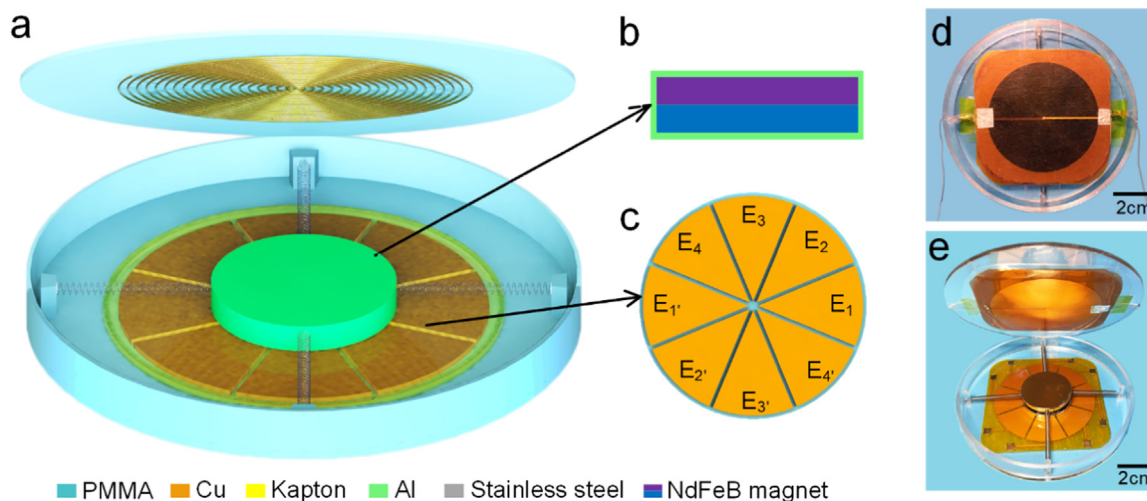 a
b
c
d
e
E₃
E₄
E₂
E₁'
E₁
E₂'
E₄'
E₃'
2cm
2cm
PMMA Cu Kapton Al Stainless steel NdFeB magnet